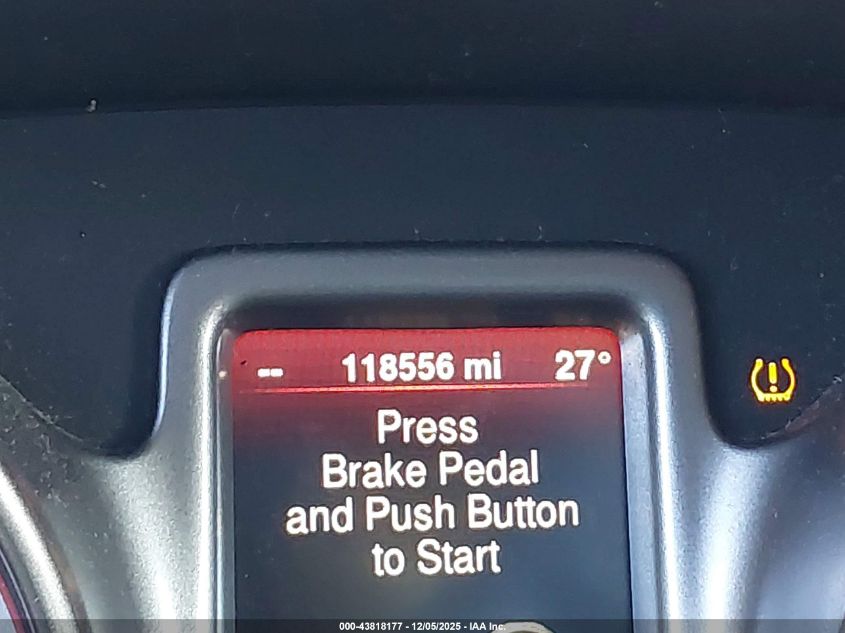 -- 118556 mi 27°
Press
Brake Pedal
and Push Button
to Start
000-43818177 - 12/05/2025 - IAA Inc.